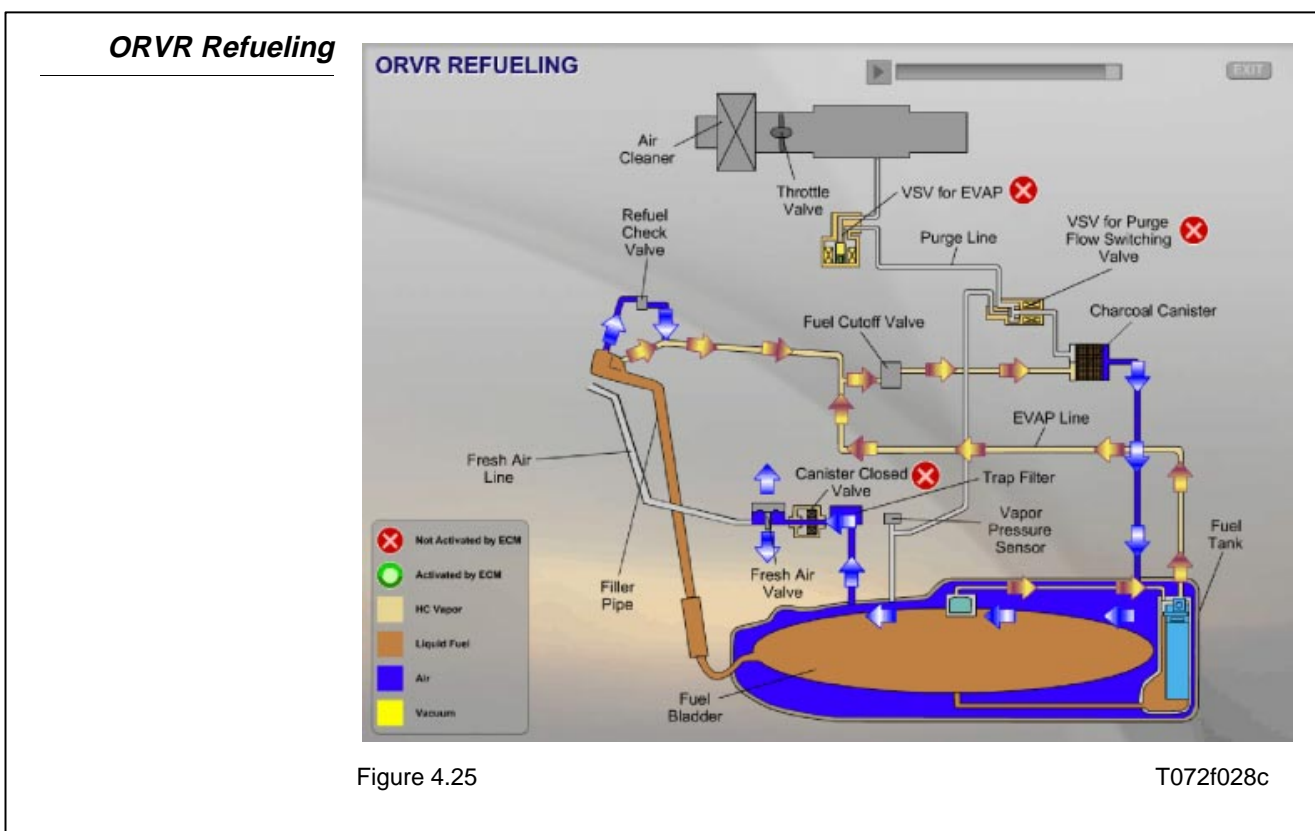 ORVR Refueling
ORVR REFUELING
EXIT
Air
Cleaner
Throttle
Valve
VSV for EVAP
Refuel
Check
Valve
Purge Line
VSV for Purge
Flow Switching
Valve
Fuel Cutoff Valve
Charcoal Canister
EVAP Line
Fresh Air
Line
Canister Closed
Valve
Trap Filter
Vapor
Pressure
Sensor
Fuel
Tank
Filler
Pipe
Fresh Air
Valve
Not Activated by ECM
Activated by ECM
HC Vapor
Liquid Fuel
Air
Vacuum
Fuel
Bladder
Figure 4.25
T072f028c